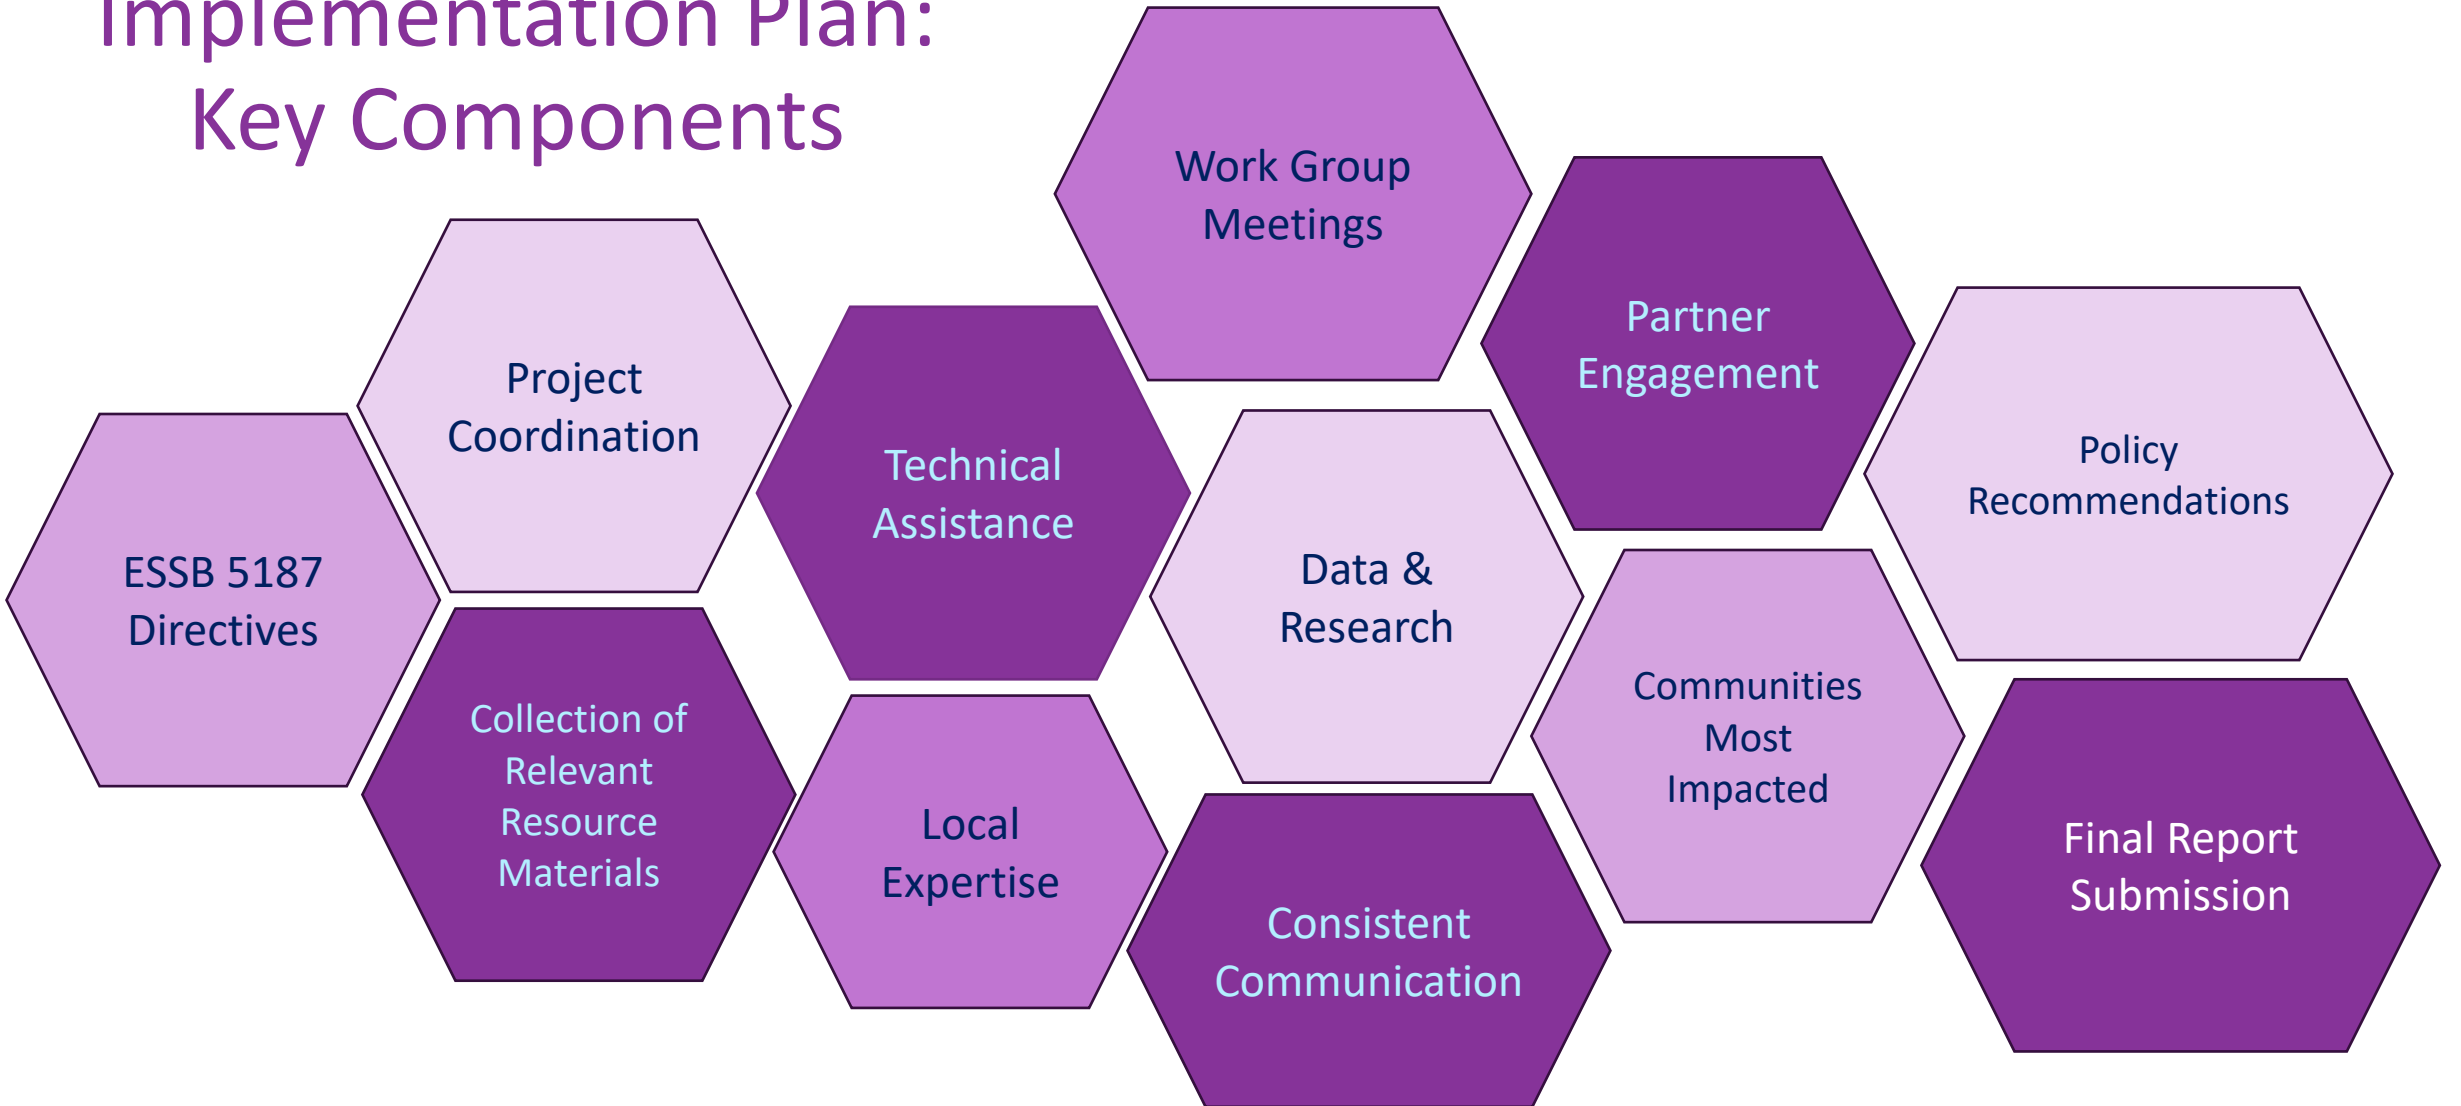 Implementation Plan:
Key Components
Work Group
Meetings
Partner
Engagement
Project
Coordination
Policy
Recommendations
Technical
Assistance
ESSB 5187
Directives
Data &
Research
Communities
Most
Impacted
Collection of
Relevant
Resource
Materials
Local
Expertise
Final Report
Submission
Consistent
Communication